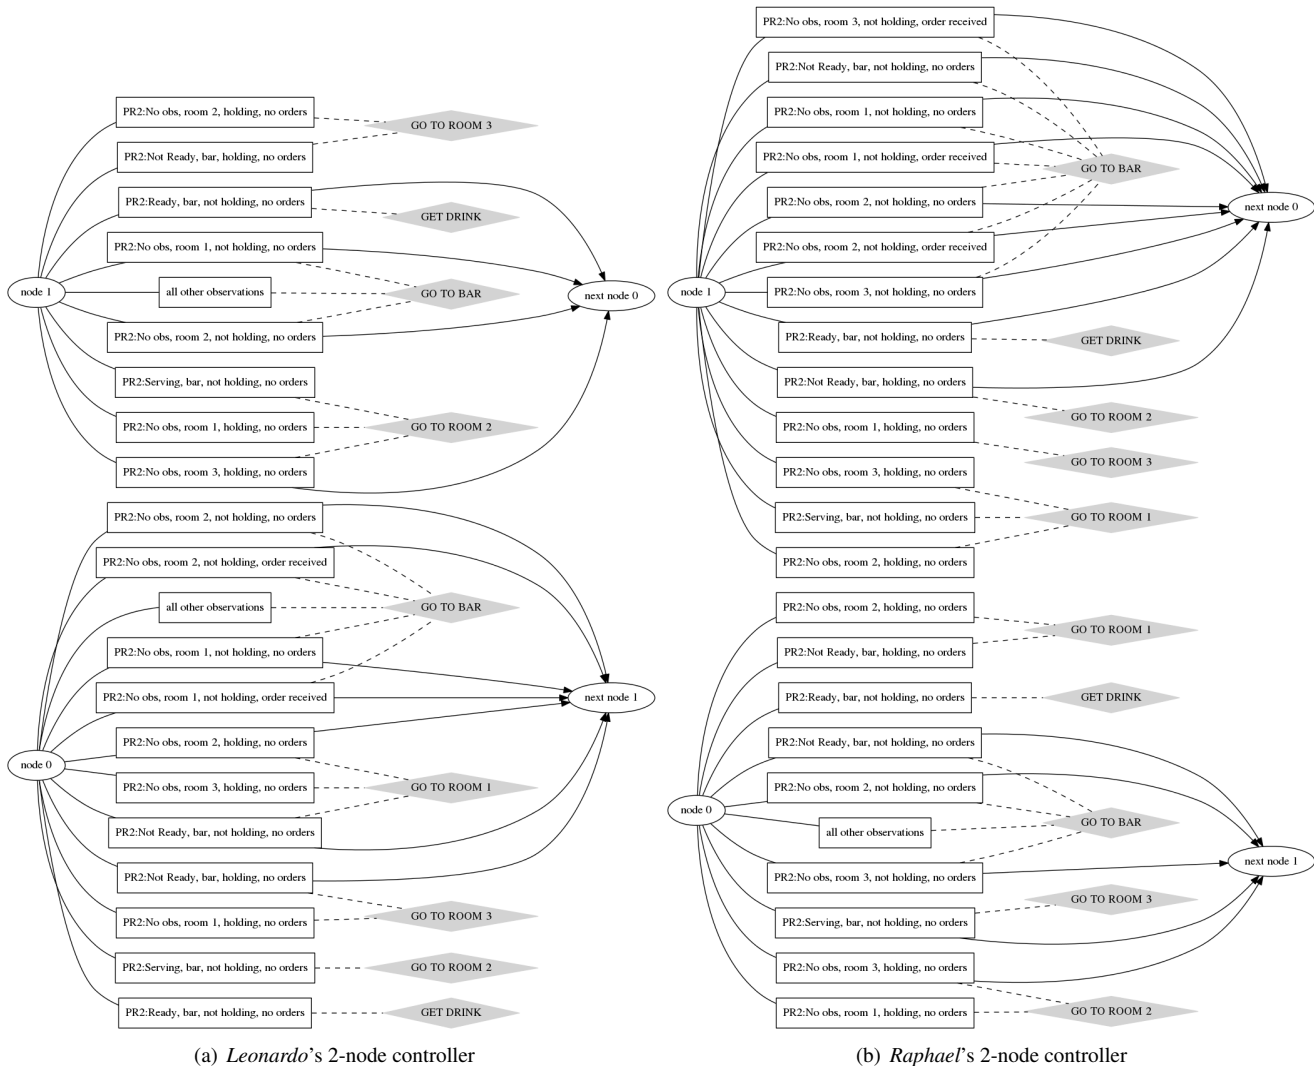 PR2:No obs, room 2, holding, no orders
GO TO ROOM 3
PR2:Not Ready, bar, holding, no orders
PR2:Ready, bar, not holding, no orders
GET DRINK
PR2:No obs, room 1, not holding, no orders
node 1
all other observations
GO TO BAR
next node 0
PR2:No obs, room 2, not holding, no orders
PR2:Serving, bar, not holding, no orders
PR2:No obs, room 1, holding, no orders
GO TO ROOM 2
PR2:No obs, room 3, holding, no orders
PR2:No obs, room 2, not holding, no orders
PR2:No obs, room 2, not holding, order received
all other observations
GO TO BAR
PR2:No obs, room 1, not holding, no orders
PR2:No obs, room 1, not holding, order received
next node 1
PR2:No obs, room 2, holding, no orders
node 0
PR2:No obs, room 3, holding, no orders
GO TO ROOM 1
PR2:Not Ready, bar, not holding, no orders
PR2:Not Ready, bar, holding, no orders
PR2:No obs, room 1, holding, no orders
GO TO ROOM 3
PR2:Serving, bar, not holding, no orders
GO TO ROOM 2
PR2:Ready, bar, not holding, no orders
GET DRINK
(a) Leonardo's 2-node controller
PR2:No obs, room 3, not holding, order received
PR2:Not Ready, bar, not holding, no orders
PR2:No obs, room 1, not holding, no orders
PR2:No obs, room 1, not holding, order received
GO TO BAR
PR2:No obs, room 2, not holding, no orders
next node 0
PR2:No obs, room 2, not holding, order received
node 1
PR2:No obs, room 3, not holding, no orders
PR2:Ready, bar, not holding, no orders
GET DRINK
PR2:Not Ready, bar, holding, no orders
GO TO ROOM 2
PR2:No obs, room 1, holding, no orders
GO TO ROOM 3
PR2:No obs, room 3, holding, no orders
PR2:Serving, bar, not holding, no orders
GO TO ROOM 1
PR2:No obs, room 2, holding, no orders
PR2:No obs, room 2, holding, no orders
GO TO ROOM 1
PR2:Not Ready, bar, holding, no orders
PR2:Ready, bar, not holding, no orders
GET DRINK
PR2:Not Ready, bar, not holding, no orders
PR2:No obs, room 2, not holding, no orders
node 0
all other observations
GO TO BAR
next node 1
PR2:No obs, room 3, not holding, no orders
PR2:Serving, bar, not holding, no orders
GO TO ROOM 3
PR2:No obs, room 3, holding, no orders
PR2:No obs, room 1, holding, no orders
GO TO ROOM 2
(b) Raphael's 2-node controller